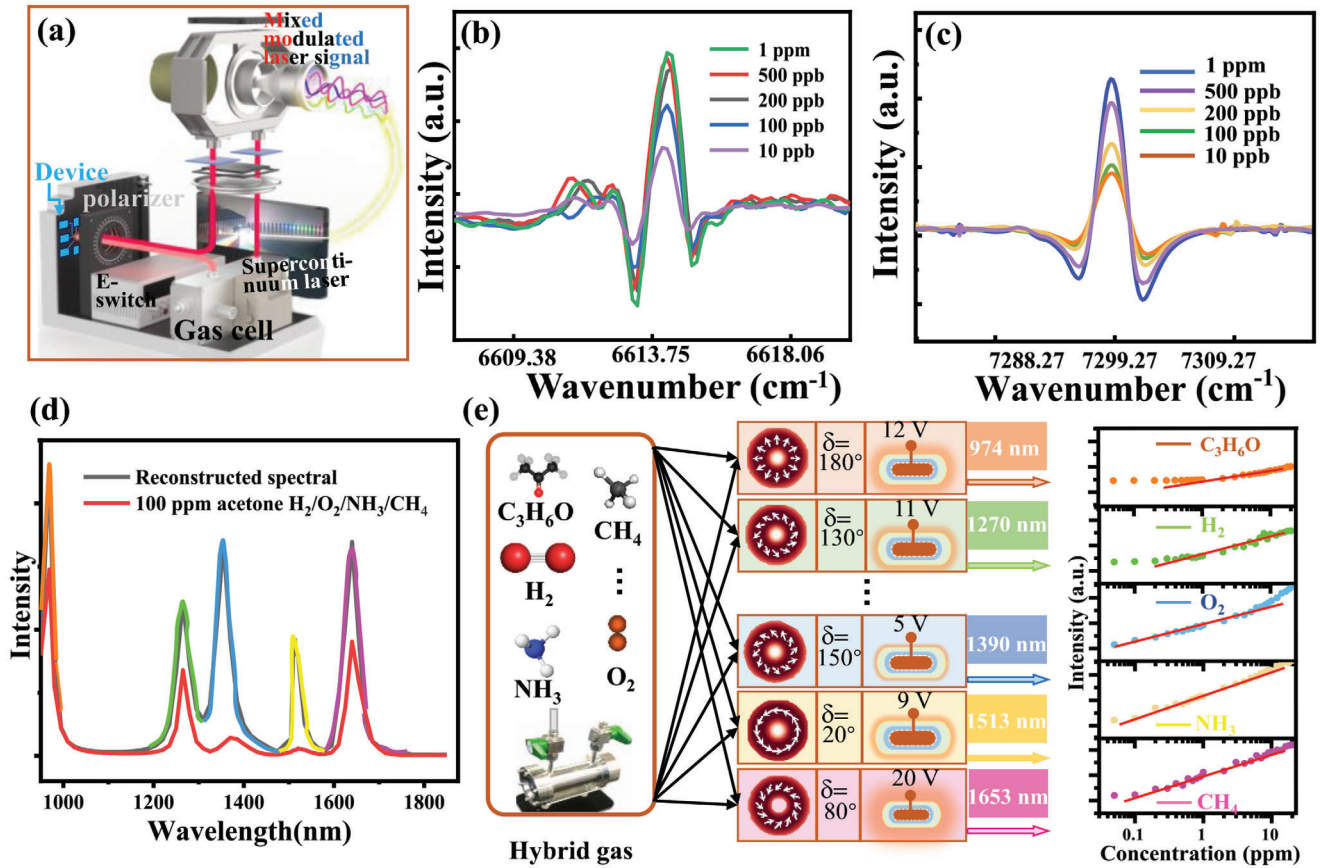 (a)
Mixed
modulated
laser signal
Device
polarizer
E-
switch
Superconti-
nuum laser
Gas cell
(b)
Intensity (a.u.)
1 ppm
500 ppb
200 ppb
100 ppb
10 ppb
6609.38 6613.75 6618.06
Wavenumber (cm⁻¹)
(c)
Intensity (a.u.)
1 ppm
500 ppb
200 ppb
100 ppb
10 ppb
7288.27 7299.27 7309.27
Wavenumber (cm⁻¹)
(d)
Intensity
Reconstructed spectral
100 ppm acetone H₂/O₂/NH₃/CH₄
1000 1200 1400 1600 1800
Wavelength(nm)
(e)
C₃H₆O
CH₄
H₂
...
NH₃
O₂
Hybrid gas
δ=
180°
12 V
974 nm
δ=
130°
11 V
1270 nm
...
δ=
150°
5 V
1390 nm
δ=
20°
9 V
1513 nm
δ=
80°
20 V
1653 nm
Intensity (a.u.)
C₃H₆O
H₂
O₂
NH₃
CH₄
0.1 1 10
Concentration (ppm)